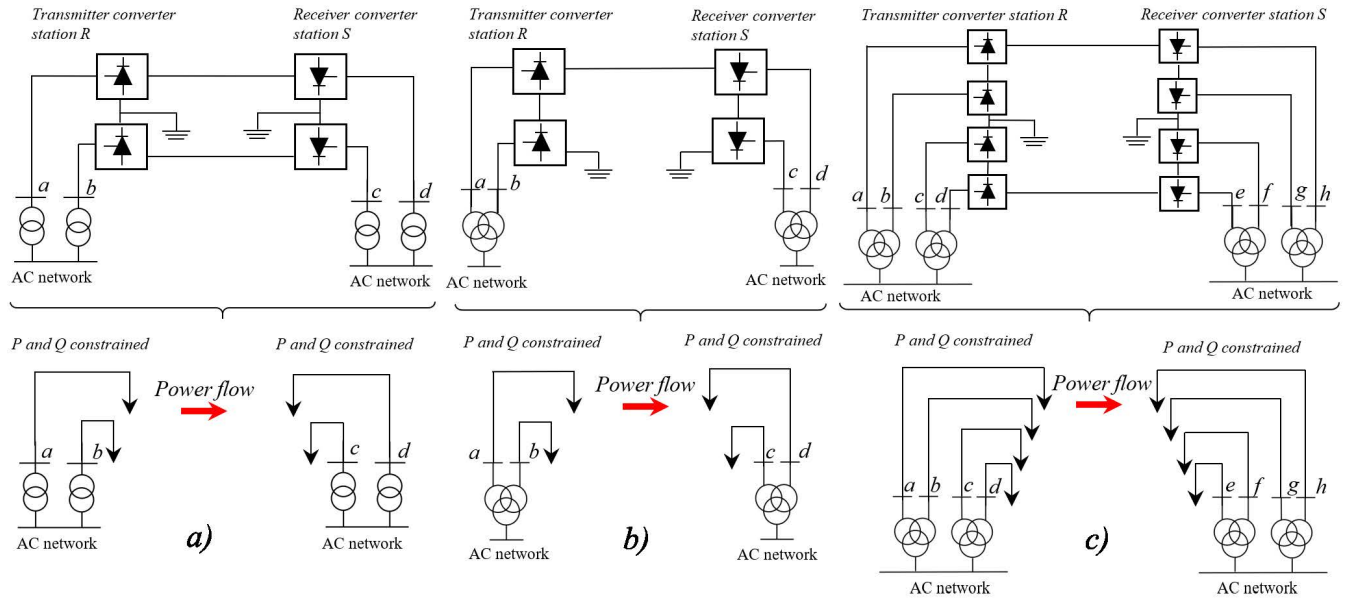 Transmitter converter
station R
Receiver converter
station S
a
b
c
d
AC network
AC network
P and Q constrained
P and Q constrained
Power flow
a
b
c
d
AC network
AC network
a)
Transmitter converter
station R
Receiver converter
station S
a
b
c
d
AC network
AC network
P and Q constrained
P and Q constrained
Power flow
a
b
c
d
AC network
AC network
b)
Transmitter converter station R
Receiver converter station S
a
b
c
d
e
f
g
h
AC network
AC network
P and Q constrained
P and Q constrained
Power flow
a
b
c
d
e
f
g
h
AC network
AC network
c)